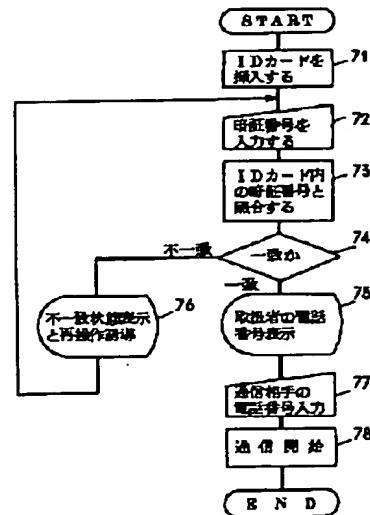 START
IDカードを
挿入する
71
暗証番号を
入力する
72
IDカード内
の暗証番号と
照合する
73
一致か
74
不一致
一致
不一致状態表示
と再操作誘導
76
取扱者の電話
番号表示
75
通信相手の
電話番号入力
77
通信開始
78
END